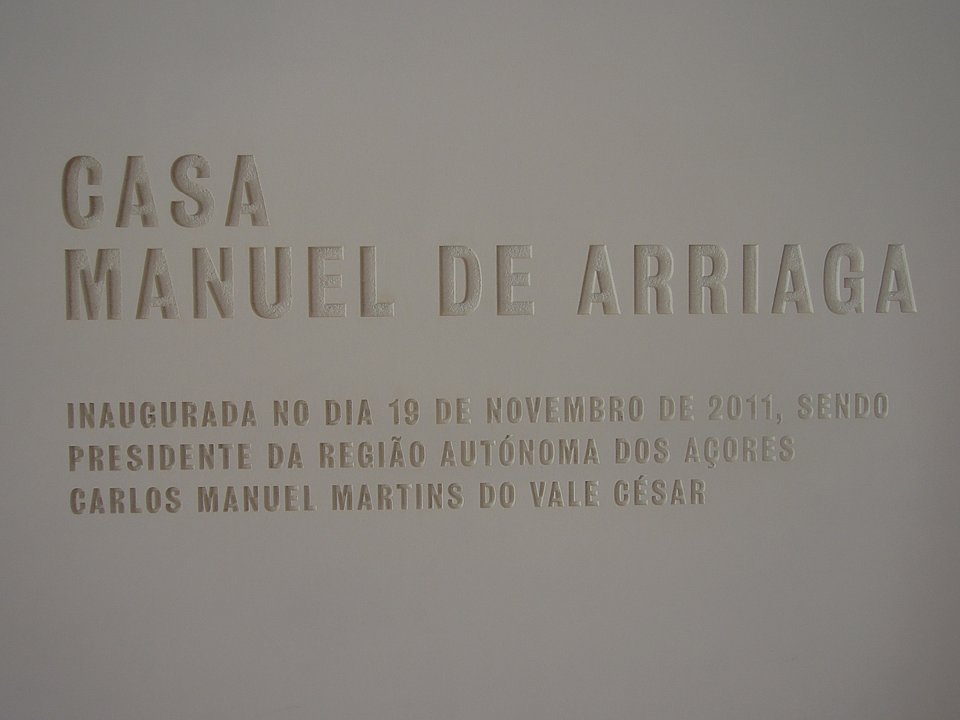 CASA
MANUEL DE ARRIAGA
INAUGURADA NO DIA 19 DE NOVEMBRO DE 2011, SENDO
PRESIDENTE DA REGIÃO AUTÓNOMA DOS AÇORES
CARLOS MANUEL MARTINS DO VALE CÉSAR